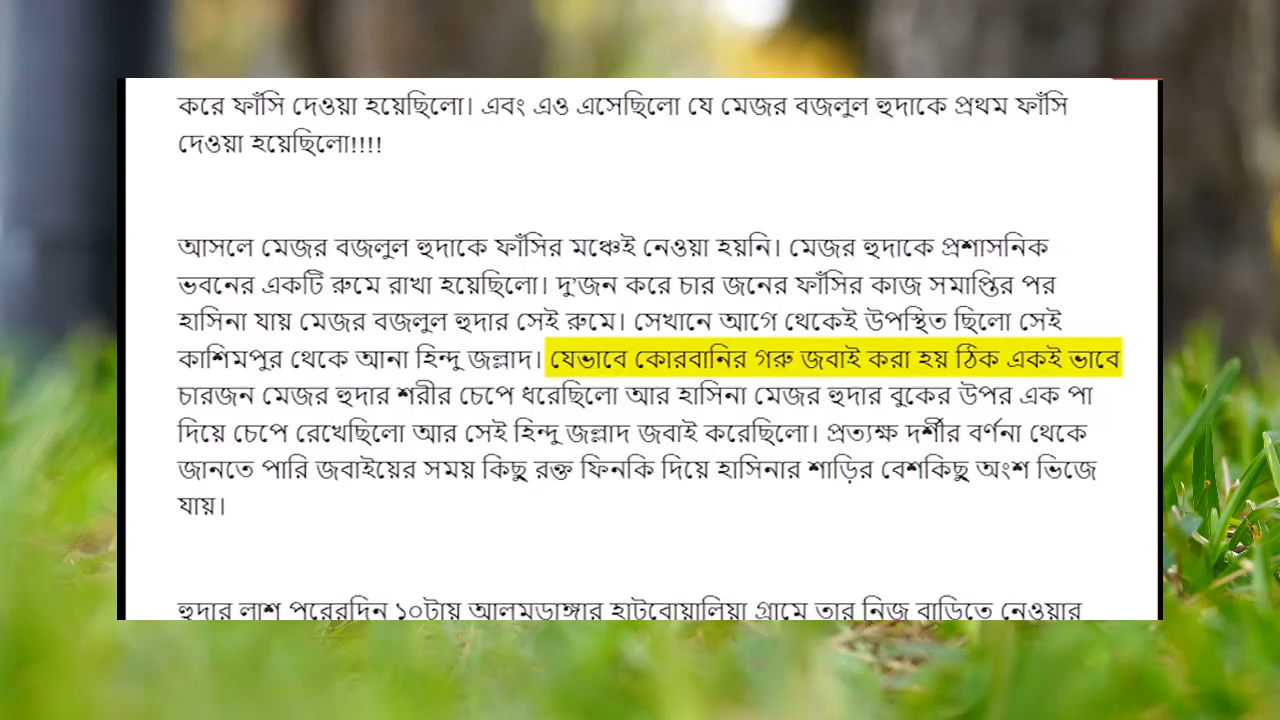 করে ফাঁসি দেওয়া হয়েছিলো। এবং এও এসেছিলো যে মেজর বজলুল হুদাকে প্রথম ফাঁসি
দেওয়া হয়েছিলো!!!!
আসলে মেজর বজলুল হুদাকে ফাঁসির মঞ্চেই নেওয়া হয়নি। মেজর হুদাকে প্রশাসনিক
ভবনের একটি রুমে রাখা হয়েছিলো। দু'জন করে চার জনের ফাঁসির কাজ সমাপ্তির পর
হাসিনা যায় মেজর বজলুল হুদার সেই রুমে। সেখানে আগে থেকেই উপস্থিত ছিলো সেই
কাশিমপুর থেকে আনা হিন্দু জল্লাদ। যেভাবে কোরবানির গরু জবাই করা হয় ঠিক একই ভাবে
চারজন মেজর হুদার শরীর চেপে ধরেছিলো আর হাসিনা মেজর হুদার বুকের উপর এক পা
দিয়ে চেপে রেখেছিলো আর সেই হিন্দু জল্লাদ জবাই করেছিলো। প্রত্যক্ষ দর্শীর বর্ণনা থেকে
জানতে পারি জবাইয়ের সময় কিছু রক্ত ফিনকি দিয়ে হাসিনার শাড়ির বেশকিছু অংশ ভিজে
যায়।
হুদার লাশ পরেরদিন ১০টায় আলমডাঙ্গার হাটবোয়ালিয়া গ্রামে তার নিজ বাড়িতে নেওয়ার